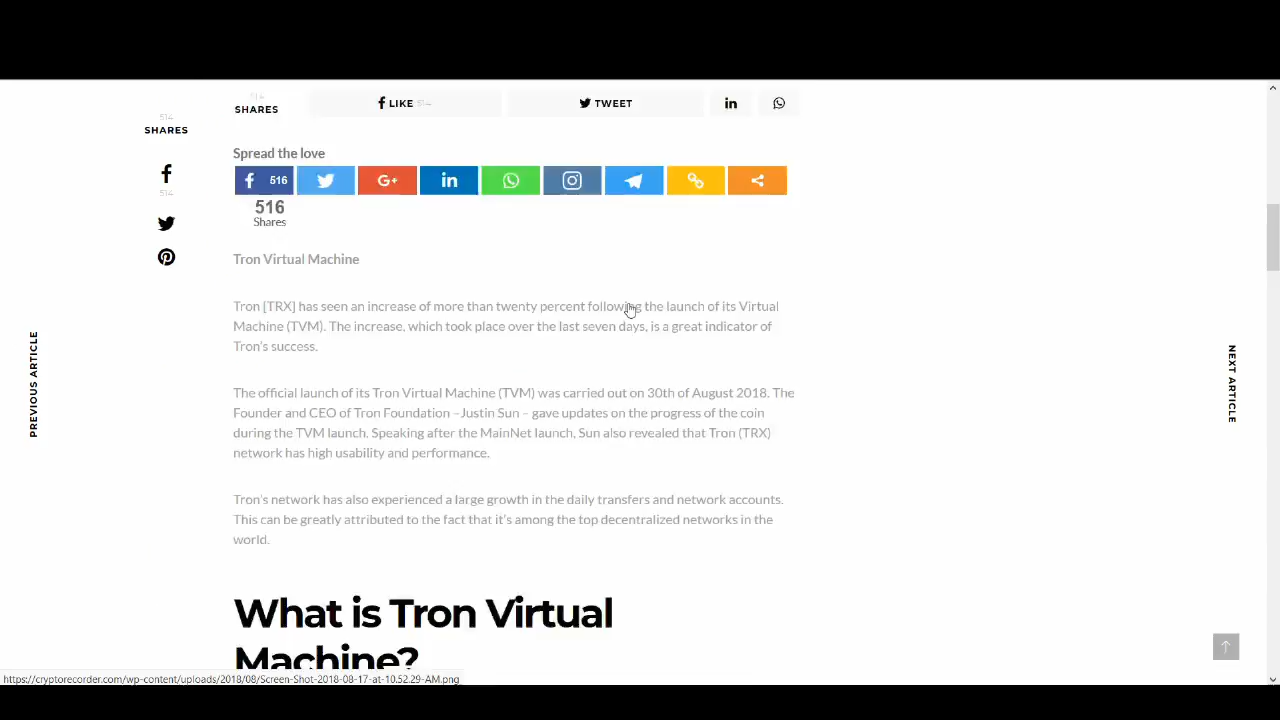 514
SHARES
LIKE 514
TWEET
514
SHARES
514
Spread the love
516
516
Shares
Tron Virtual Machine
Tron [TRX] has seen an increase of more than twenty percent following the launch of its Virtual
Machine (TVM). The increase, which took place over the last seven days, is a great indicator of
Tron's success.
The official launch of its Tron Virtual Machine (TVM) was carried out on 30th of August 2018. The
Founder and CEO of Tron Foundation –Justin Sun – gave updates on the progress of the coin
during the TVM launch. Speaking after the MainNet launch, Sun also revealed that Tron (TRX)
network has high usability and performance.
Tron's network has also experienced a large growth in the daily transfers and network accounts.
This can be greatly attributed to the fact that it's among the top decentralized networks in the
world.
What is Tron Virtual
Machine?
PREVIOUS ARTICLE
NEXT ARTICLE
https://cryptorecorder.com/wp-content/uploads/2018/08/Screen-Shot-2018-08-17-at-10.52.29-AM.png